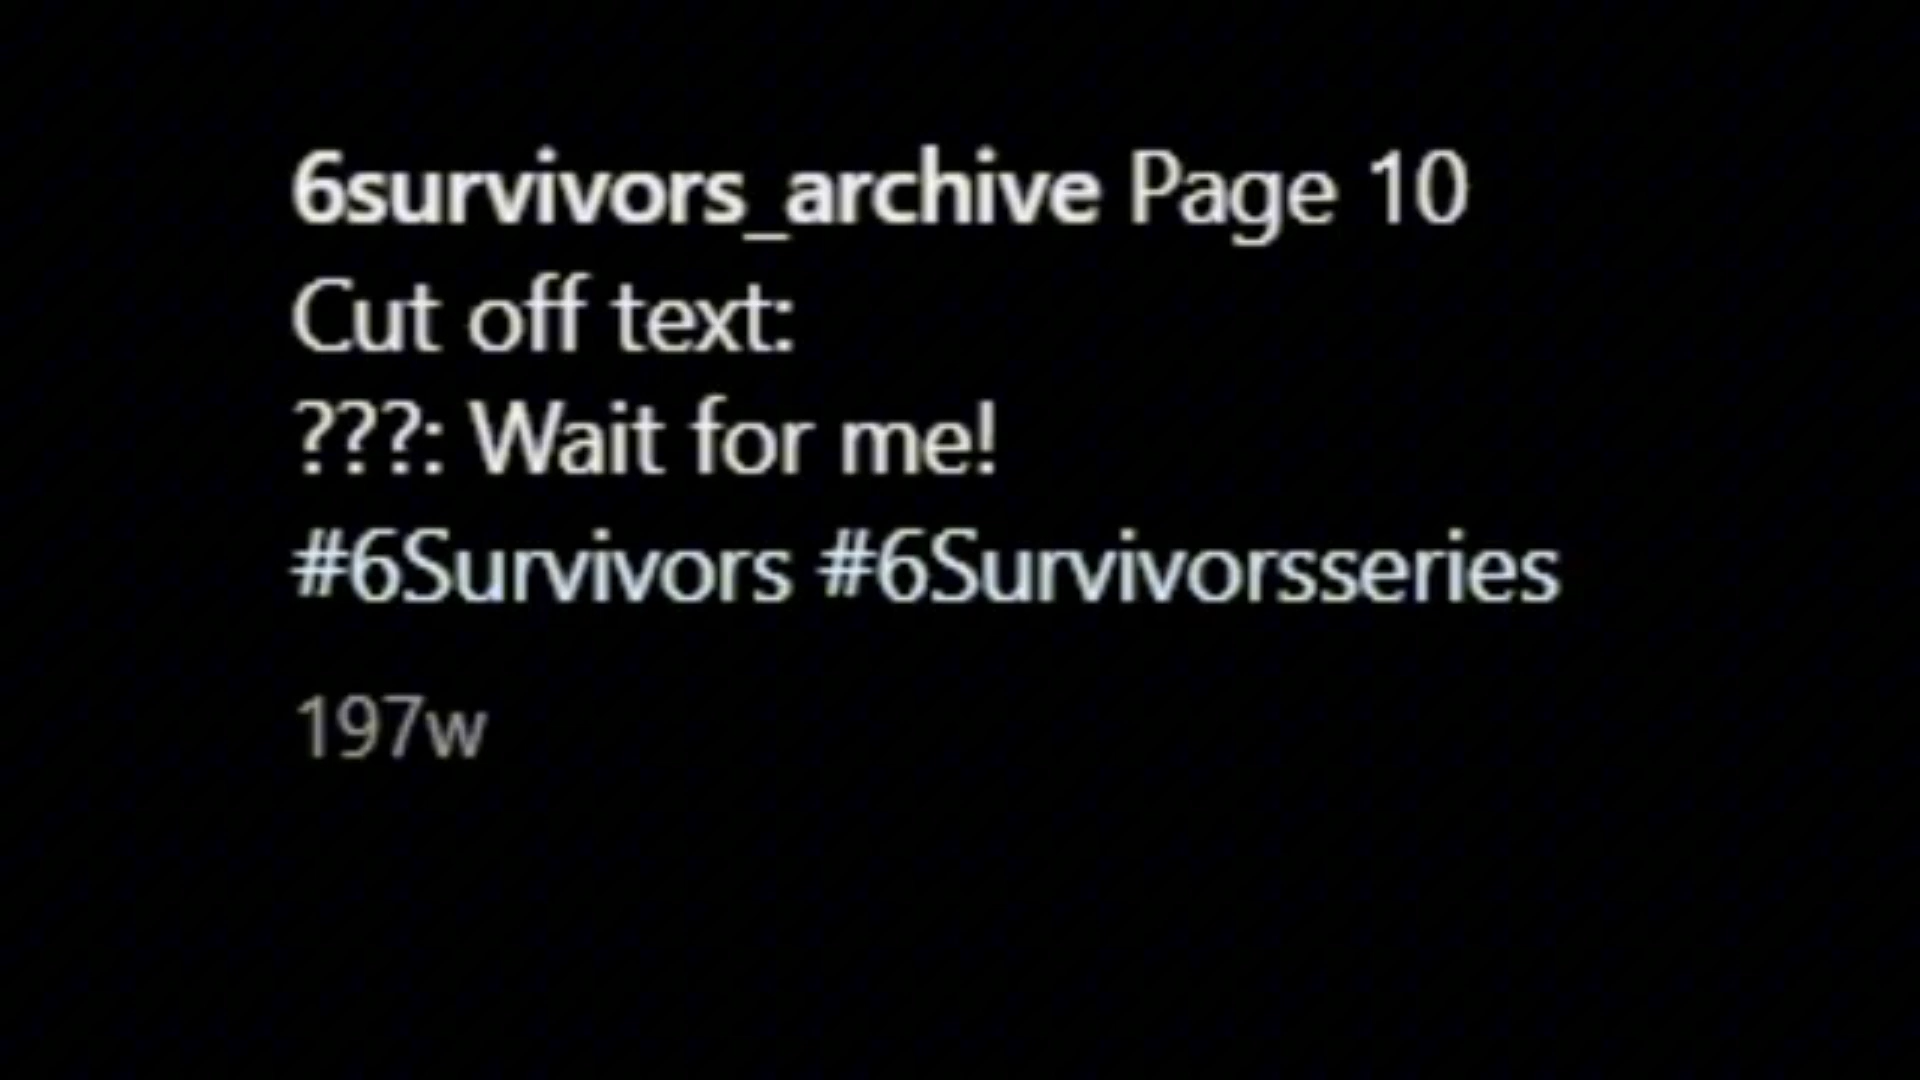 6survivors_archive Page 10
Cut off text:
???: Wait for me!
#6Survivors #6Survivorsseries
197w